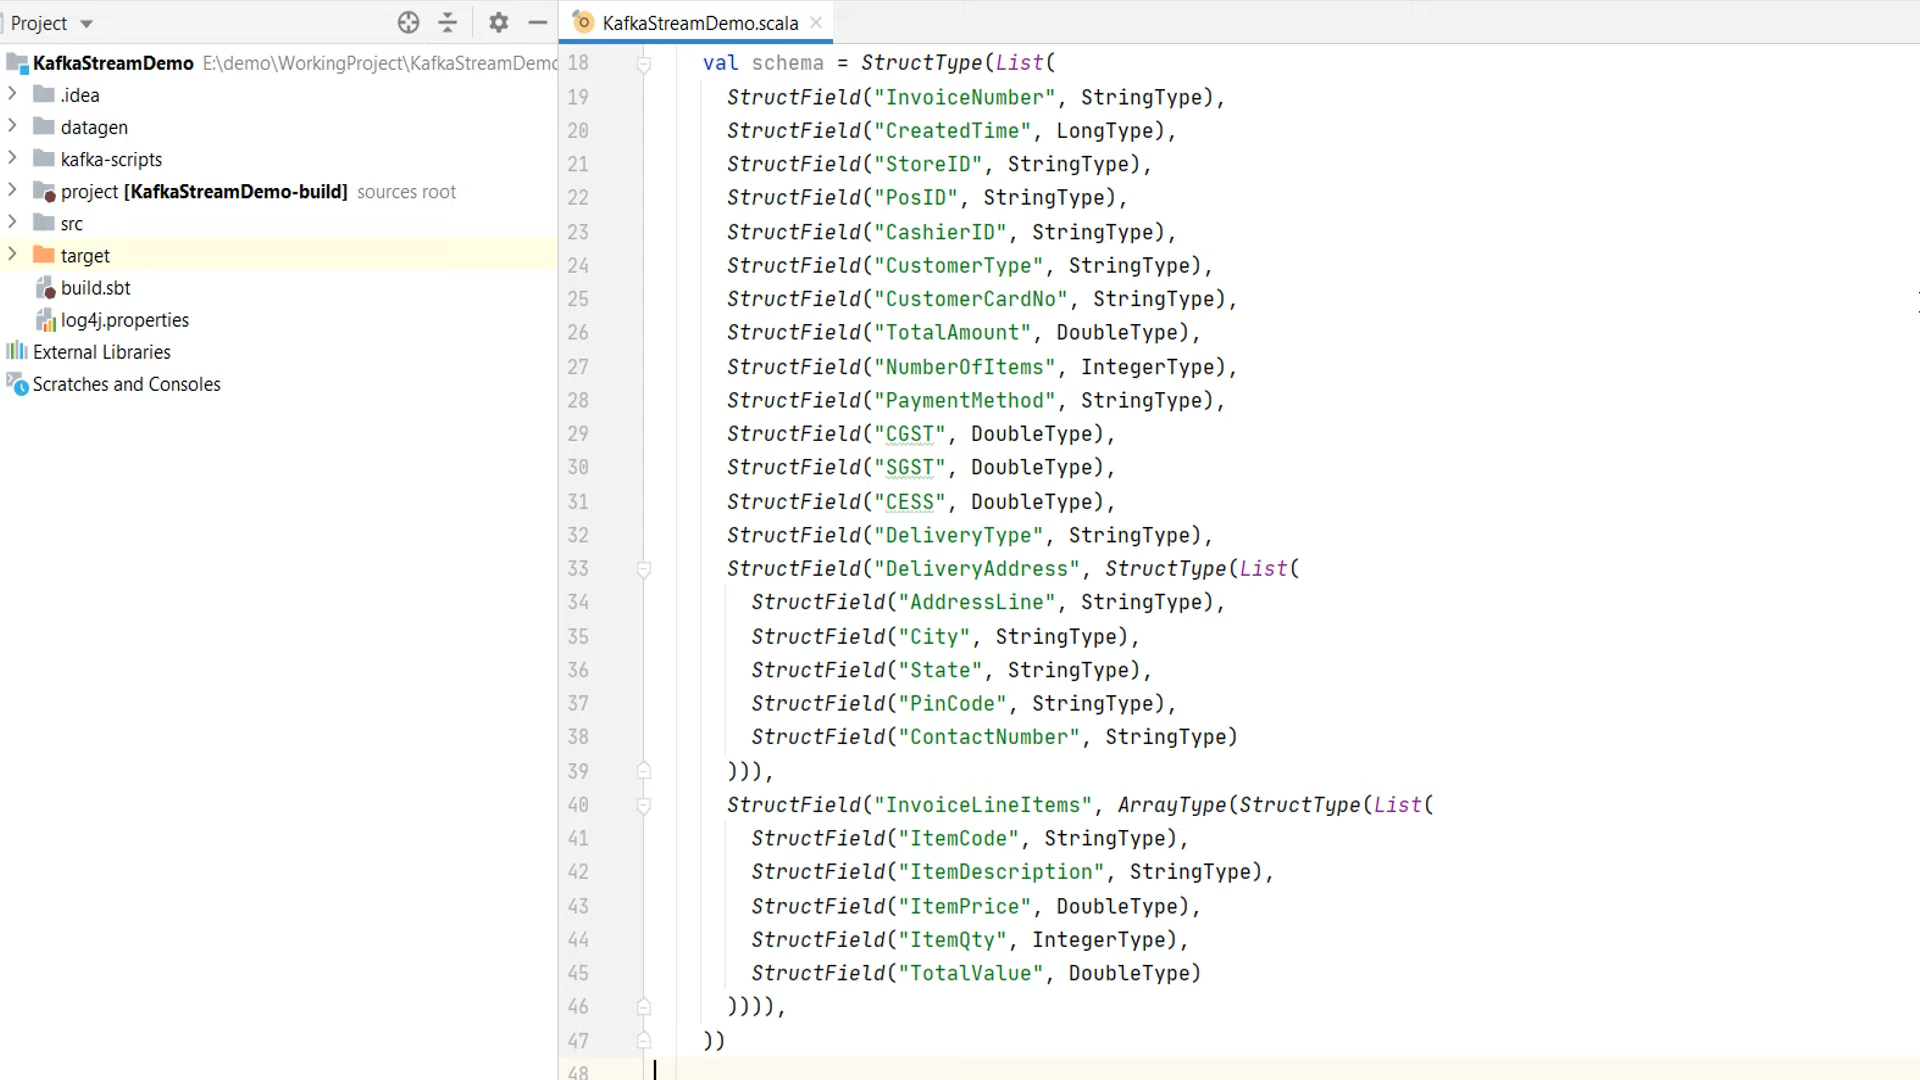 Project
KafkaStreamDemo E:\demo\WorkingProject\KafkaStreamDemo
.idea
datagen
kafka-scripts
project [KafkaStreamDemo-build] sources root
src
target
build.sbt
log4j.properties
External Libraries
Scratches and Consoles
KafkaStreamDemo.scala
18 val schema = StructType(List(
19 StructField("InvoiceNumber", StringType),
20 StructField("CreatedTime", LongType),
21 StructField("StoreID", StringType),
22 StructField("PosID", StringType),
23 StructField("CashierID", StringType),
24 StructField("CustomerType", StringType),
25 StructField("CustomerCardNo", StringType),
26 StructField("TotalAmount", DoubleType),
27 StructField("NumberOfItems", IntegerType),
28 StructField("PaymentMethod", StringType),
29 StructField("CGST", DoubleType),
30 StructField("SGST", DoubleType),
31 StructField("CESS", DoubleType),
32 StructField("DeliveryType", StringType),
33 StructField("DeliveryAddress", StructType(List(
34 StructField("AddressLine", StringType),
35 StructField("City", StringType),
36 StructField("State", StringType),
37 StructField("PinCode", StringType),
38 StructField("ContactNumber", StringType)
39 ))),
40 StructField("InvoiceLineItems", ArrayType(StructType(List(
41 StructField("ItemCode", StringType),
42 StructField("ItemDescription", StringType),
43 StructField("ItemPrice", DoubleType),
44 StructField("ItemQty", IntegerType),
45 StructField("TotalValue", DoubleType)
46 )))),
47 ))
48